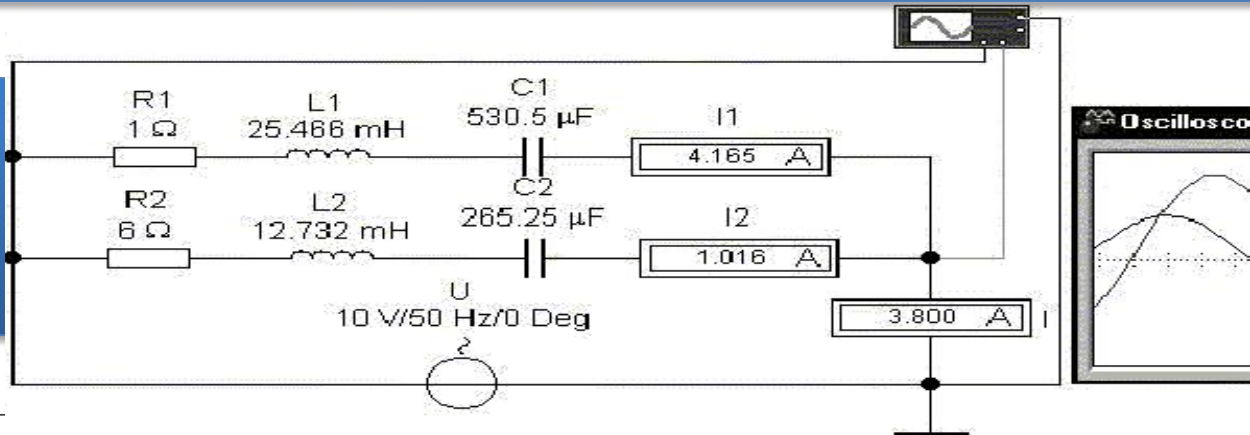 R1
1 Ω
L1
25.466 mH
C1
530.5 µF
I1
4.165 A
R2
6 Ω
L2
12.732 mH
C2
265.25 µF
I2
1.016 A
U
10 V/50 Hz/0 Deg
3.800 A
I
Oscillosco